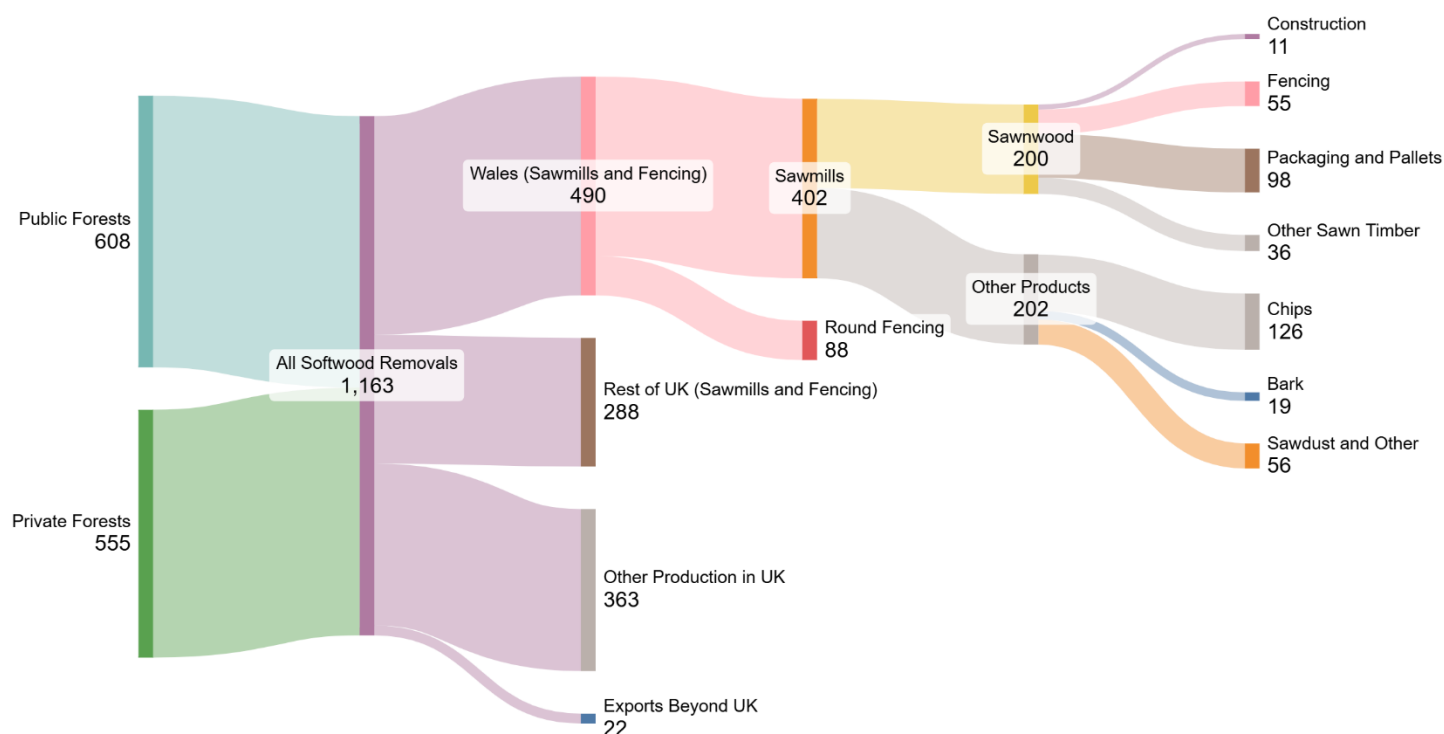 Public Forests
608
Private Forests
555
All Softwood Removals
1,163
Wales (Sawmills and Fencing)
490
Rest of UK (Sawmills and Fencing)
288
Other Production in UK
363
Exports Beyond UK
22
Sawmills
402
Round Fencing
88
Sawnwood
200
Other Products
202
Construction
11
Fencing
55
Packaging and Pallets
98
Other Sawn Timber
36
Chips
126
Bark
19
Sawdust and Other
56